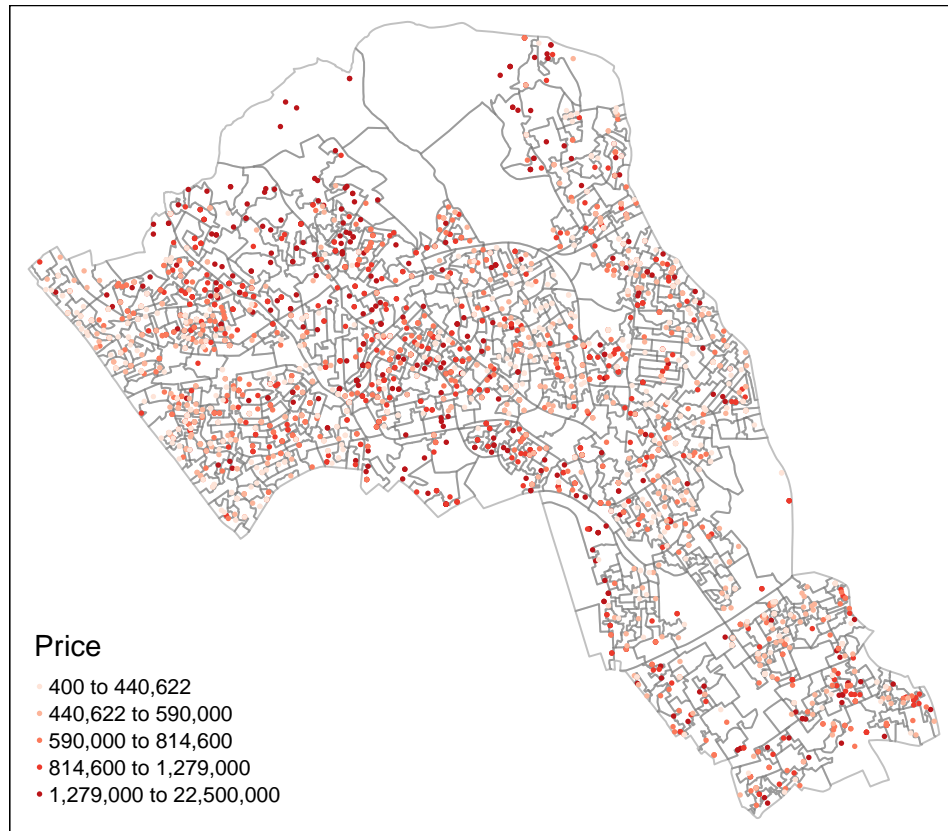 Price
400 to 440,622
440,622 to 590,000
590,000 to 814,600
814,600 to 1,279,000
1,279,000 to 22,500,000